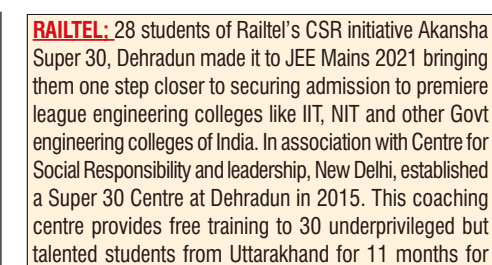 RAILTEL: 28 students of Railtel's CSR initiative Akansha
Super 30, Dehradun made it to JEE Mains 2021 bringing
them one step closer to securing admission to premiere
league engineering colleges like IIT, NIT and other Govt
engineering colleges of India. In association with Centre for
Social Responsibility and leadership, New Delhi, established
a Super 30 Centre at Dehradun in 2015. This coaching
centre provides free training to 30 underprivileged but
talented students from Uttarakhand for 11 months for